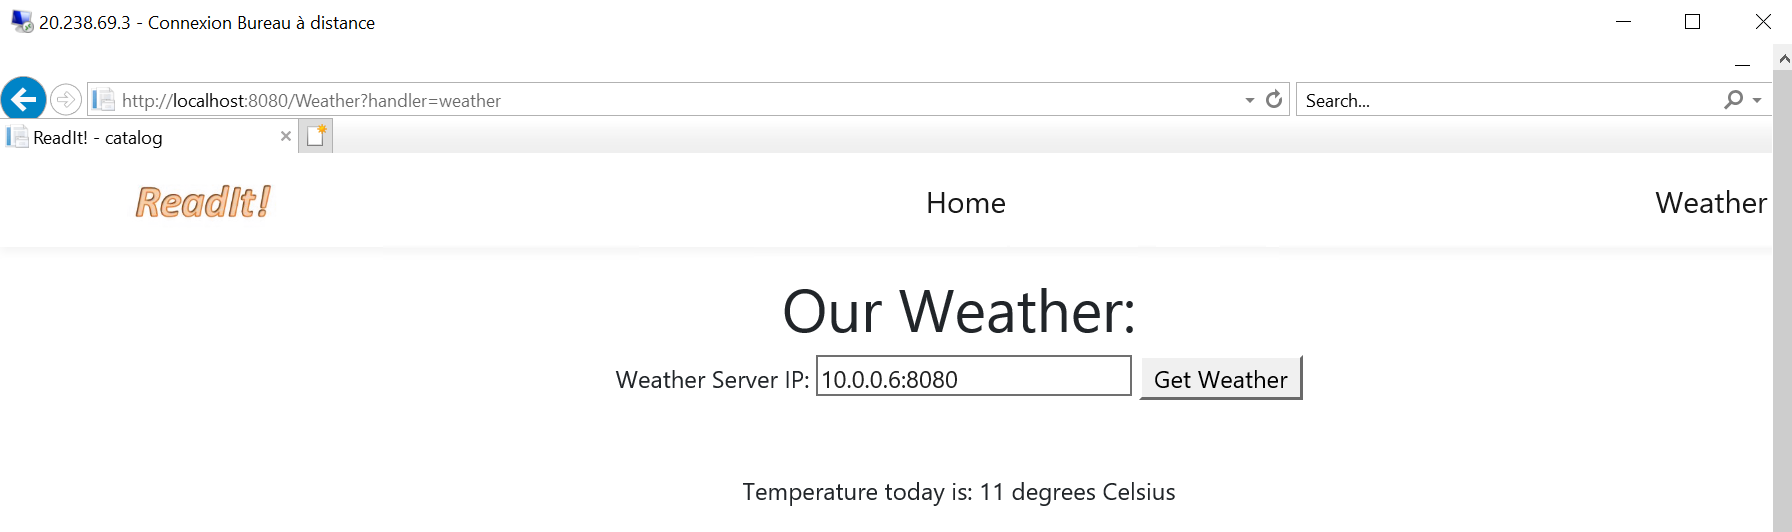 20.238.69.3 - Connexion Bureau à distance
http://localhost:8080/Weather?handler=weather
Search...
ReadIt! - catalog
ReadIt! Home Weather
Our Weather:
Weather Server IP: 10.0.0.6:8080 Get Weather
Temperature today is: 11 degrees Celsius